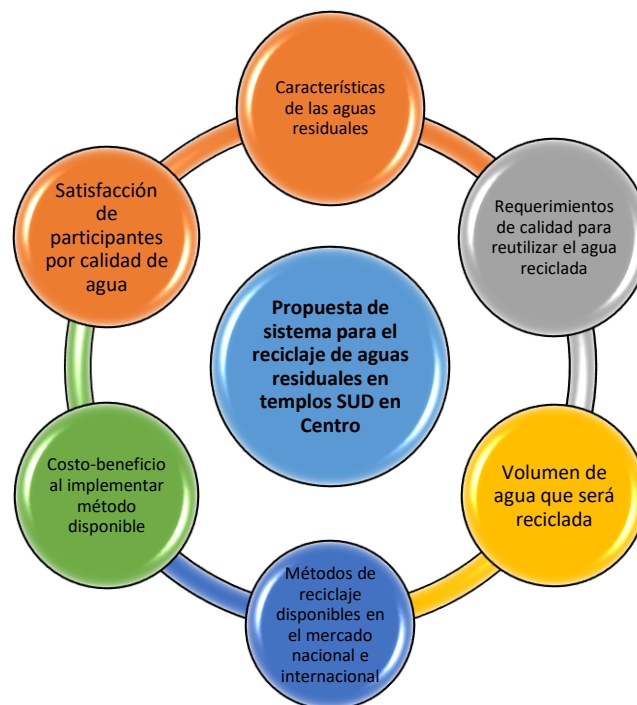 Características
de las aguas
residuales
Requerimientos
de calidad para
reutilizar el agua
reciclada
Volumen de
agua que será
reciclada
Métodos de
reciclaje
disponibles en
el mercado
nacional e
internacional
Costo-beneficio
al implementar
método
disponible
Satisfacción
de
participantes
por calidad de
agua
Propuesta de
sistema para el
reciclaje de aguas
residuales en
templos SUD en
Centro